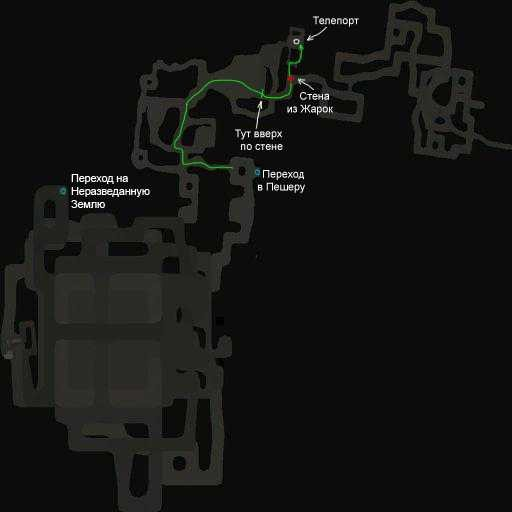 Телепорт
Стена
из Жарок
Тут вверх
по стене
Переход
в Пешеру
Переход на
Неразведанную
Землю